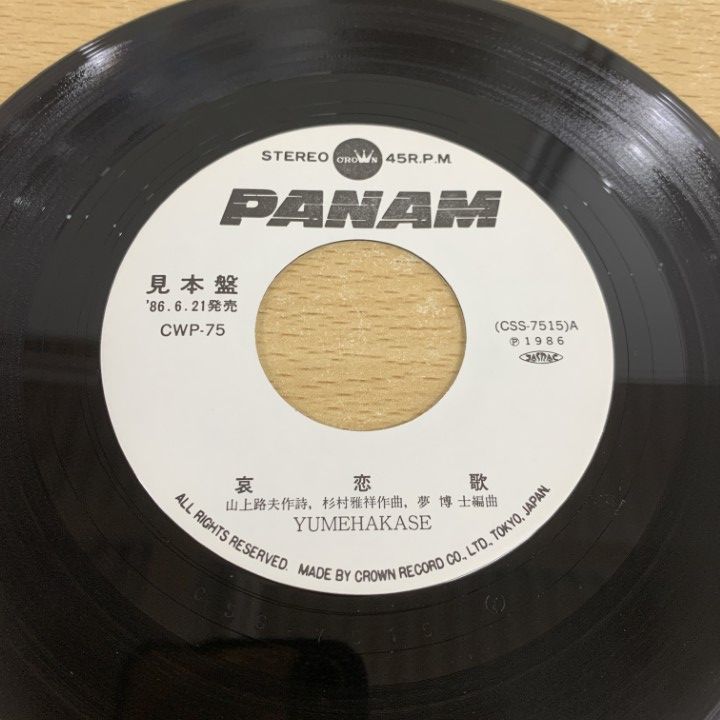 STEREO CROWN 45R.P.M.
PANAM
見本盤
'86.6.21発売
CWP-75
(CSS-7515)A
Ⓟ1986
JASRAC
哀恋歌
山上路夫作詩, 杉村雅祥作曲, 夢博士編曲
YUMEHAKASE
ALL RIGHTS RESERVED. MADE BY CROWN RECORD CO., LTD., TOKYO, JAPAN.